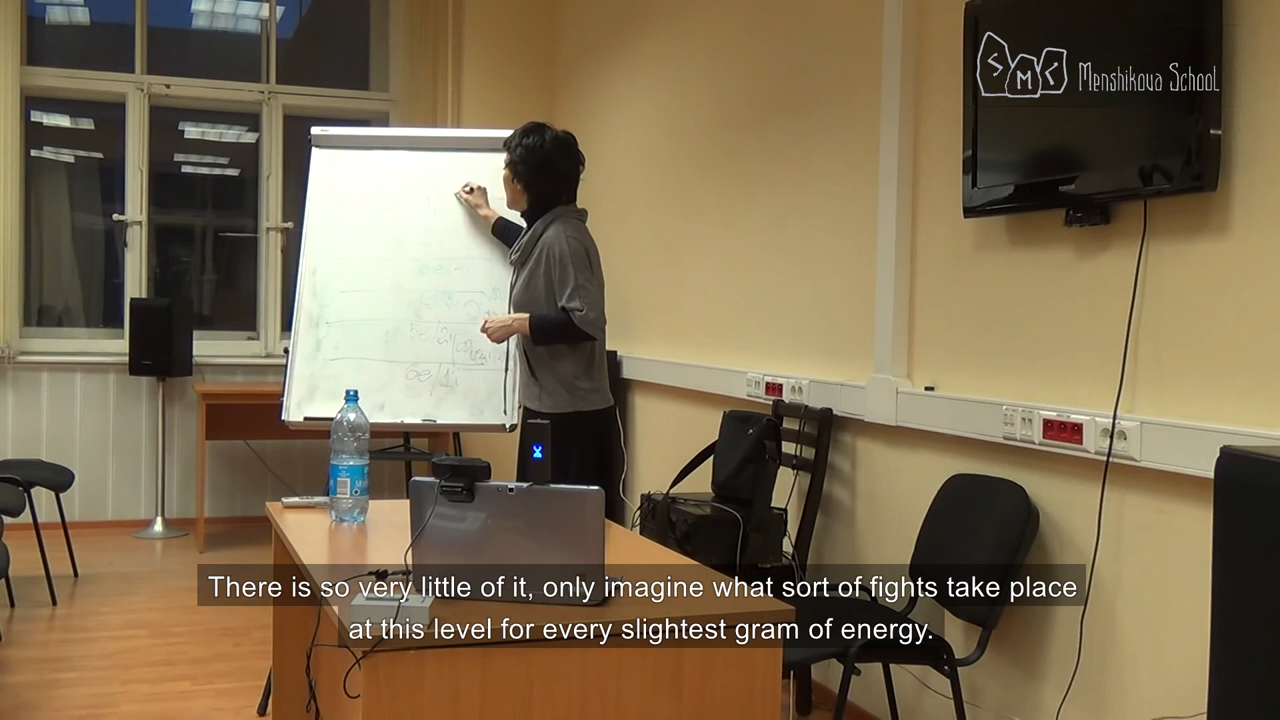 SMC Menshikova School
There is so very little of it, only imagine what sort of fights take place
at this level for every slightest gram of energy.